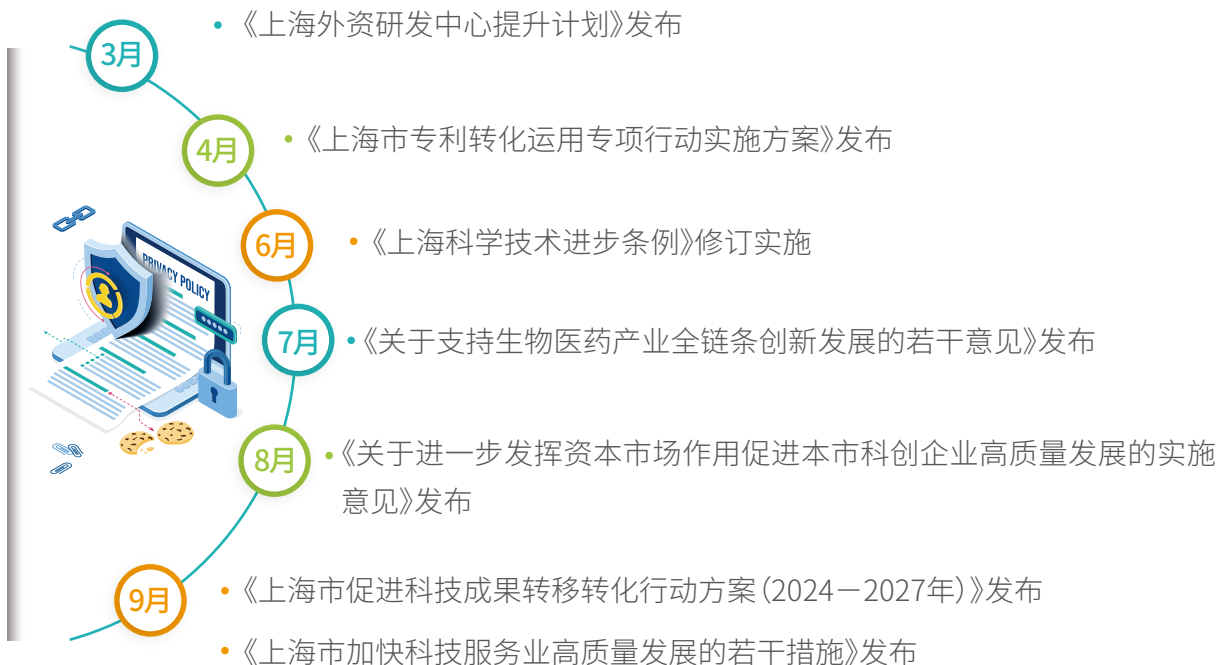 3月
•《上海外资研发中心提升计划》发布
4月
•《上海市专利转化运用专项行动实施方案》发布
6月
•《上海科学技术进步条例》修订实施
PRIVACY POLICY
7月
•《关于支持生物医药产业全链条创新发展的若干意见》发布
8月
•《关于进一步发挥资本市场作用促进本市科创企业高质量发展的实施
意见》发布
9月
•《上海市促进科技成果转移转化行动方案(2024—2027年)》发布
•《上海市加快科技服务业高质量发展的若干措施》发布